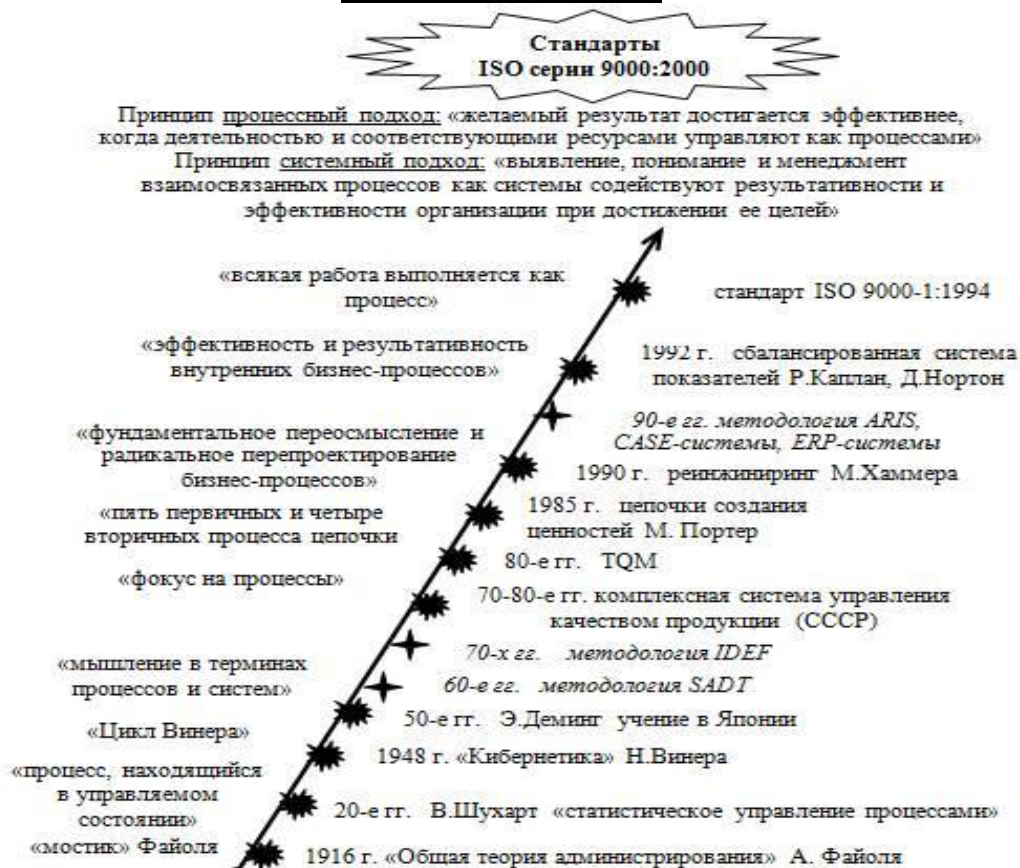 Стандарты
ISO серии 9000:2000
Принцип процессный подход: «желаемый результат достигается эффективнее,
когда деятельностью и соответствующими ресурсами управляют как процессами»
Принцип системный подход: «выявление, понимание и менеджмент
взаимосвязанных процессов как системы содействуют результативности и
эффективности организации при достижении ее целей»
«всякая работа выполняется как
процесс»
стандарт ISO 9000-1:1994
«эффективность и результативность
внутренних бизнес-процессов»
1992 г. сбалансированная система
показателей Р.Каплан, Д.Нортон
90-е гг. методология ARIS,
CASE-системы, ERP-системы
«фундаментальное переосмысление и
радикальное перепроектирование
бизнес-процессов»
1990 г. реинжиниринг М.Хаммера
«пять первичных и четыре
вторичных процесса цепочки
1985 г. цепочки создания
ценностей М. Портер
80-е гг. TQM
«фокус на процессы»
70-80-е гг. комплексная система управления
качеством продукции (СССР)
70-х гг. методология IDEF
«мышление в терминах
процессов и систем»
60-е гг. методология SADT
50-е гг. Э.Деминг учение в Японии
«Цикл Винера»
1948 г. «Кибернетика» Н.Винера
«процесс, находящийся
в управляемом
состоянии»
20-е гг. В.Шухарт «статистическое управление процессами»
«мостик» Файоля
1916 г. «Общая теория администрирования» А. Файоля